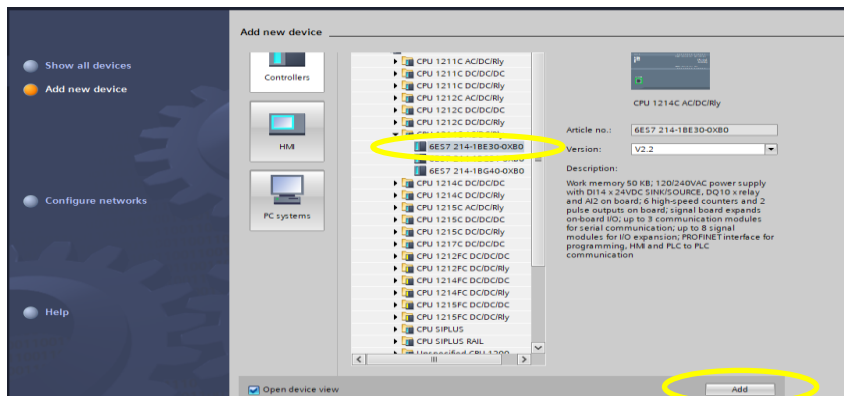 Add new device
Show all devices
Add new device
Configure networks
Help
Controllers
HMI
PC systems
CPU 1211C AC/DC/Rly
CPU 1211C DC/DC/DC
CPU 1211C DC/DC/Rly
CPU 1212C AC/DC/Rly
CPU 1212C DC/DC/DC
CPU 1212C DC/DC/Rly
6ES7 214-1BE30-0XB0
6ES7 214-1BG40-0XB0
CPU 1214C DC/DC/DC
CPU 1214C DC/DC/Rly
CPU 1215C AC/DC/Rly
CPU 1215C DC/DC/DC
CPU 1215C DC/DC/Rly
CPU 1217C DC/DC/DC
CPU 1212FC DC/DC/DC
CPU 1212FC DC/DC/Rly
CPU 1214FC DC/DC/DC
CPU 1214FC DC/DC/Rly
CPU 1215FC DC/DC/DC
CPU 1215FC DC/DC/Rly
CPU SIPLUS
CPU SIPLUS RAIL
Unspecified CPU 1200
CPU 1214C AC/DC/Rly
Article no.: 6ES7 214-1BE30-0XB0
Version: V2.2
Description:
Work memory 50 KB; 120/240VAC power supply
with DI14 x 24VDC SINK/SOURCE, DQ10 x relay
and AI2 on board; 6 high-speed counters and 2
pulse outputs on board; signal board expands
on-board I/O; up to 3 communication modules
for serial communication; up to 8 signal
modules for I/O expansion; PROFINET interface for
programming, HMI and PLC to PLC
communication
Open device view
Add